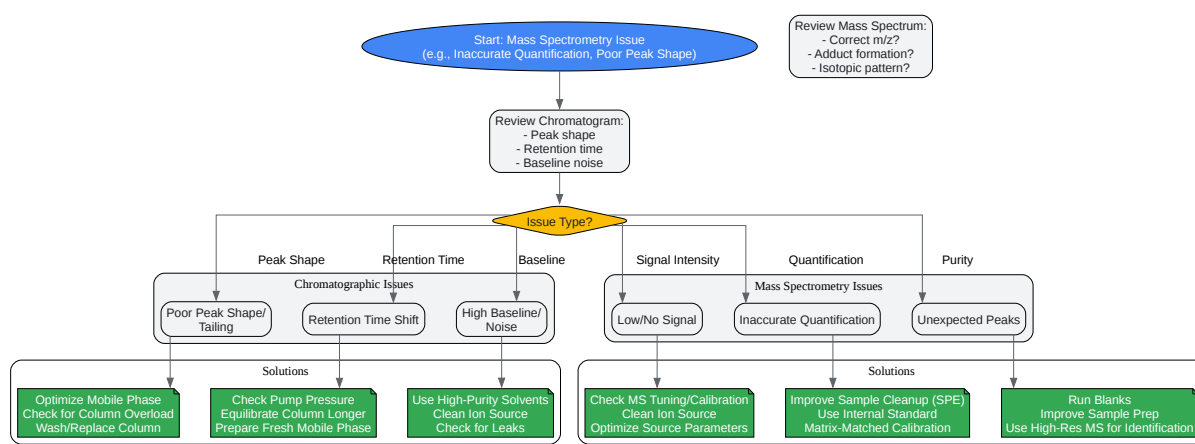 Start: Mass Spectrometry Issue
(e.g., Inaccurate Quantification, Poor Peak Shape)
Review Mass Spectrum:
- Correct m/z?
- Adduct formation?
- Isotopic pattern?
Review Chromatogram:
- Peak shape
- Retention time
- Baseline noise
Issue Type?
Peak Shape
Retention Time
Baseline
Signal Intensity
Quantification
Purity
Chromatographic Issues
Poor Peak Shape/
Tailing
Retention Time Shift
High Baseline/
Noise
Mass Spectrometry Issues
Low/No Signal
Inaccurate Quantification
Unexpected Peaks
Solutions
Optimize Mobile Phase
Check for Column Overload
Wash/Replace Column
Check Pump Pressure
Equilibrate Column Longer
Prepare Fresh Mobile Phase
Use High-Purity Solvents
Clean Ion Source
Check for Leaks
Solutions
Check MS Tuning/Calibration
Clean Ion Source
Optimize Source Parameters
Improve Sample Cleanup (SPE)
Use Internal Standard
Matrix-Matched Calibration
Run Blanks
Improve Sample Prep
Use High-Res MS for Identification